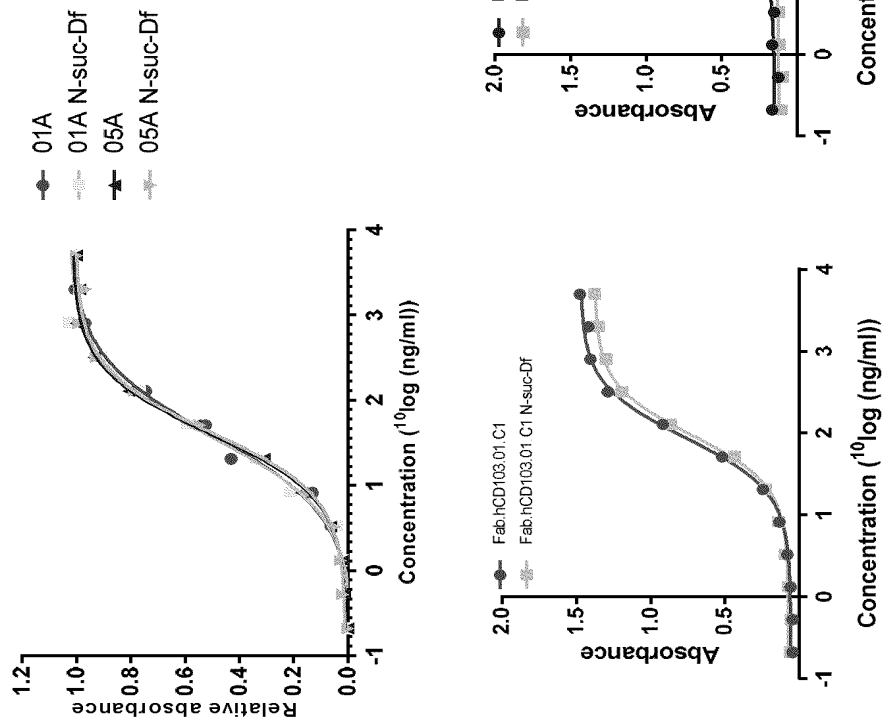 01A
01A N-suc-Df
05A
05A N-suc-Df
1.2
1.0
0.8
0.6
0.4
0.2
0.0
Relative absorbance
-1
0
1
2
3
4
Concentration (¹⁰log (ng/ml))
Fab.hCD103.01.C1
Fab.hCD103.01 C1 N-suc-Df
2.0
1.5
1.0
0.5
Absorbance
-1
0
1
2
3
4
Concentration (¹⁰log (ng/ml))
2.0
1.5
1.0
0.5
Absorbance
-1
0
Concent